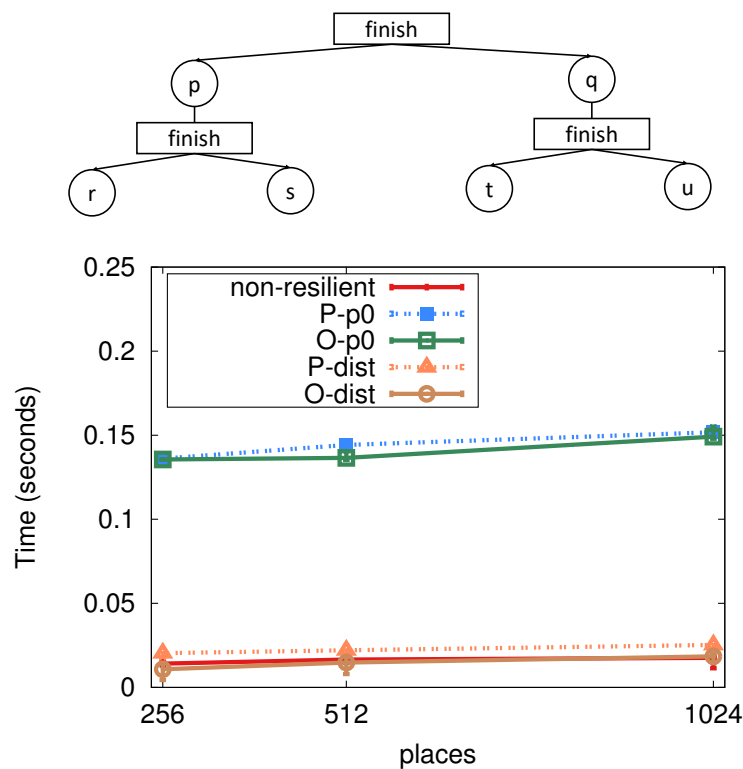 finish
p
q
finish
finish
r
s
t
u
0.25
non-resilient
P-p0
0.2
O-p0
P-dist
O-dist
0.15
Time (seconds)
0.1
0.05
0
256
512
1024
places